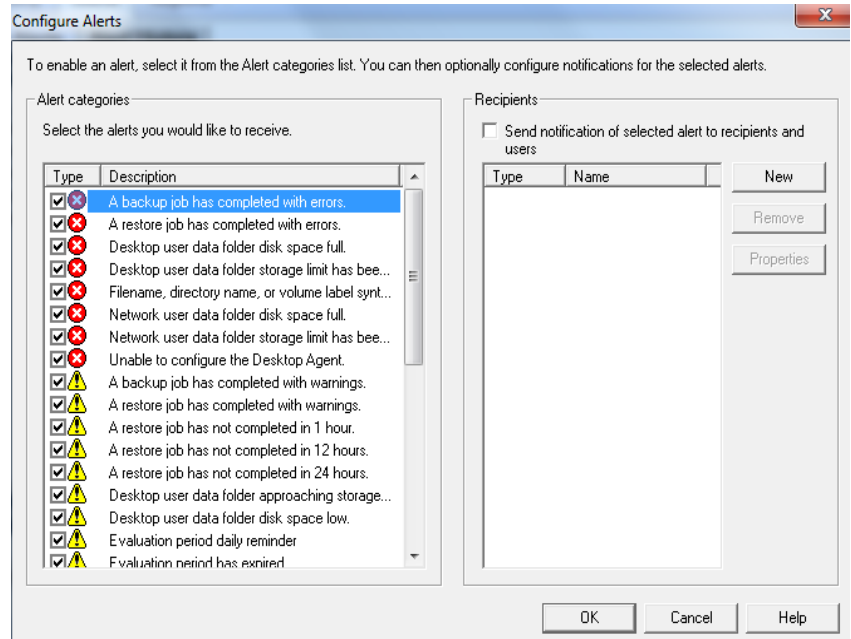 Configure Alerts
To enable an alert, select it from the Alert categories list. You can then optionally configure notifications for the selected alerts.
Alert categories
Select the alerts you would like to receive.
Type Description
A backup job has completed with errors.
A restore job has completed with errors.
Desktop user data folder disk space full.
Desktop user data folder storage limit has bee...
Filename, directory name, or volume label synt...
Network user data folder disk space full.
Network user data folder storage limit has bee...
Unable to configure the Desktop Agent.
A backup job has completed with warnings.
A restore job has completed with warnings.
A restore job has not completed in 1 hour.
A restore job has not completed in 12 hours.
A restore job has not completed in 24 hours.
Desktop user data folder approaching storage...
Desktop user data folder disk space low.
Evaluation period daily reminder
Evaluation period has expired
Recipients
Send notification of selected alert to recipients and
users
Type Name
New
Remove
Properties
OK Cancel Help